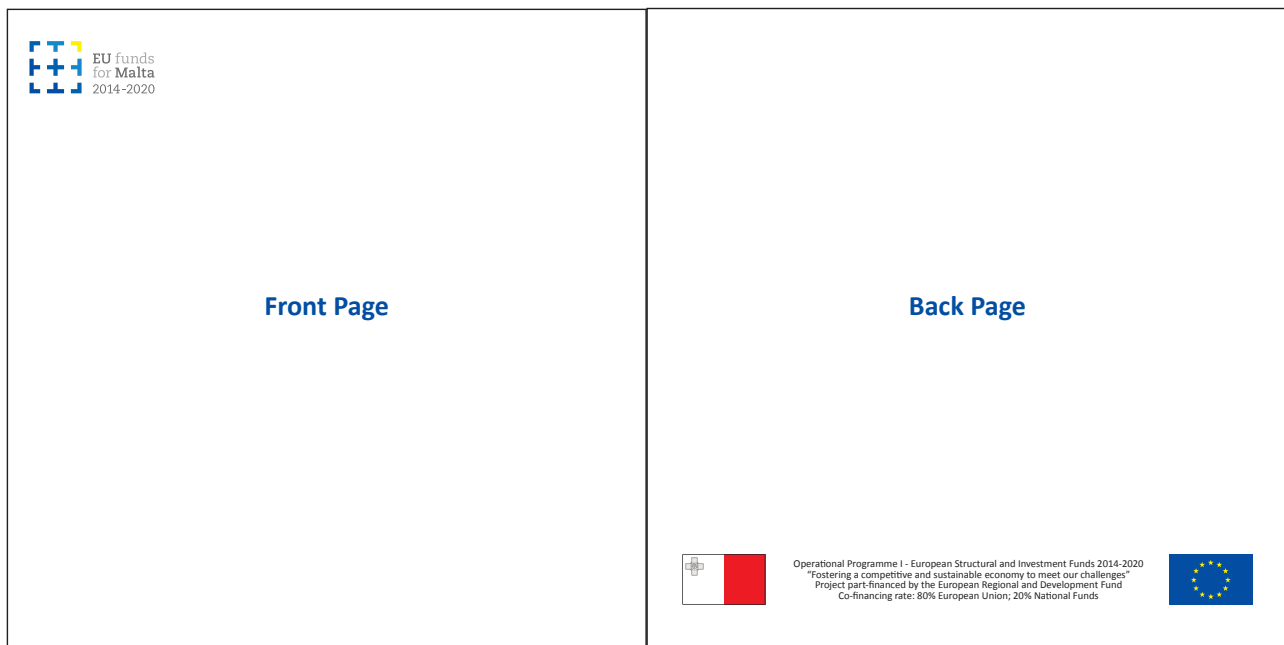 EU funds
for Malta
2014-2020
Front Page
Back Page
Operational Programme I - European Structural and Investment Funds 2014-2020
“Fostering a competitive and sustainable economy to meet our challenges”
Project part-financed by the European Regional and Development Fund
Co-financing rate: 80% European Union; 20% National Funds